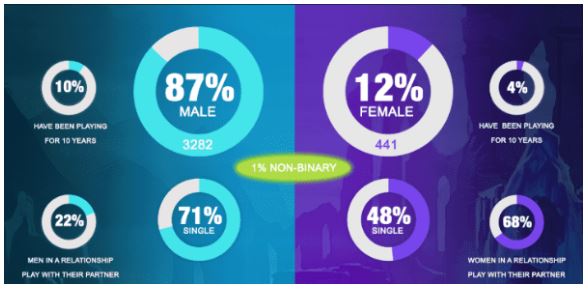 10%
HAVE BEEN PLAYING
FOR 10 YEARS
87%
MALE
3282
12%
FEMALE
441
4%
HAVE BEEN PLAYING
FOR 10 YEARS
1% NON-BINARY
22%
MEN IN A RELATIONSHIP
PLAY WITH THEIR PARTNER
71%
SINGLE
48%
SINGLE
68%
WOMEN IN A RELATIONSHIP
PLAY WITH THEIR PARTNER